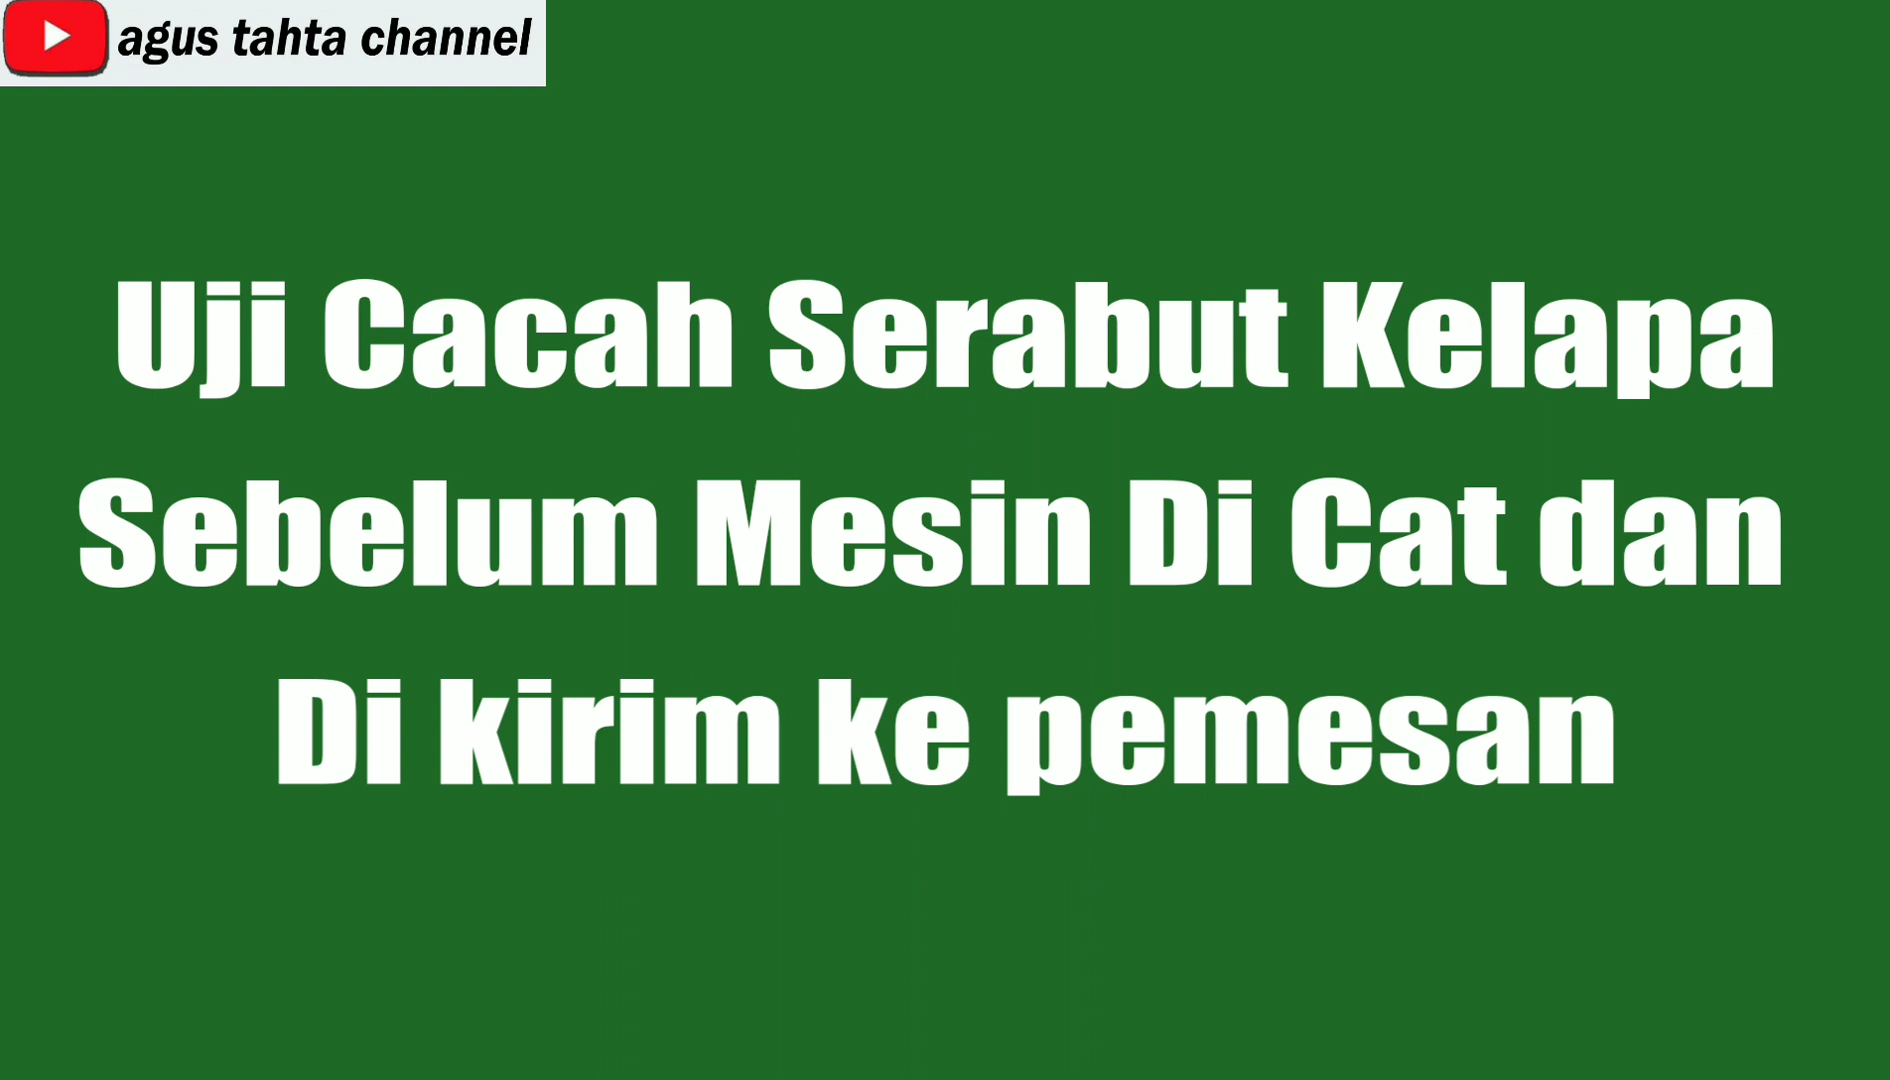 agus tahta channel
Uji Cacah Serabut Kelapa
Sebelum Mesin Di Cat dan
Di kirim ke pemesan